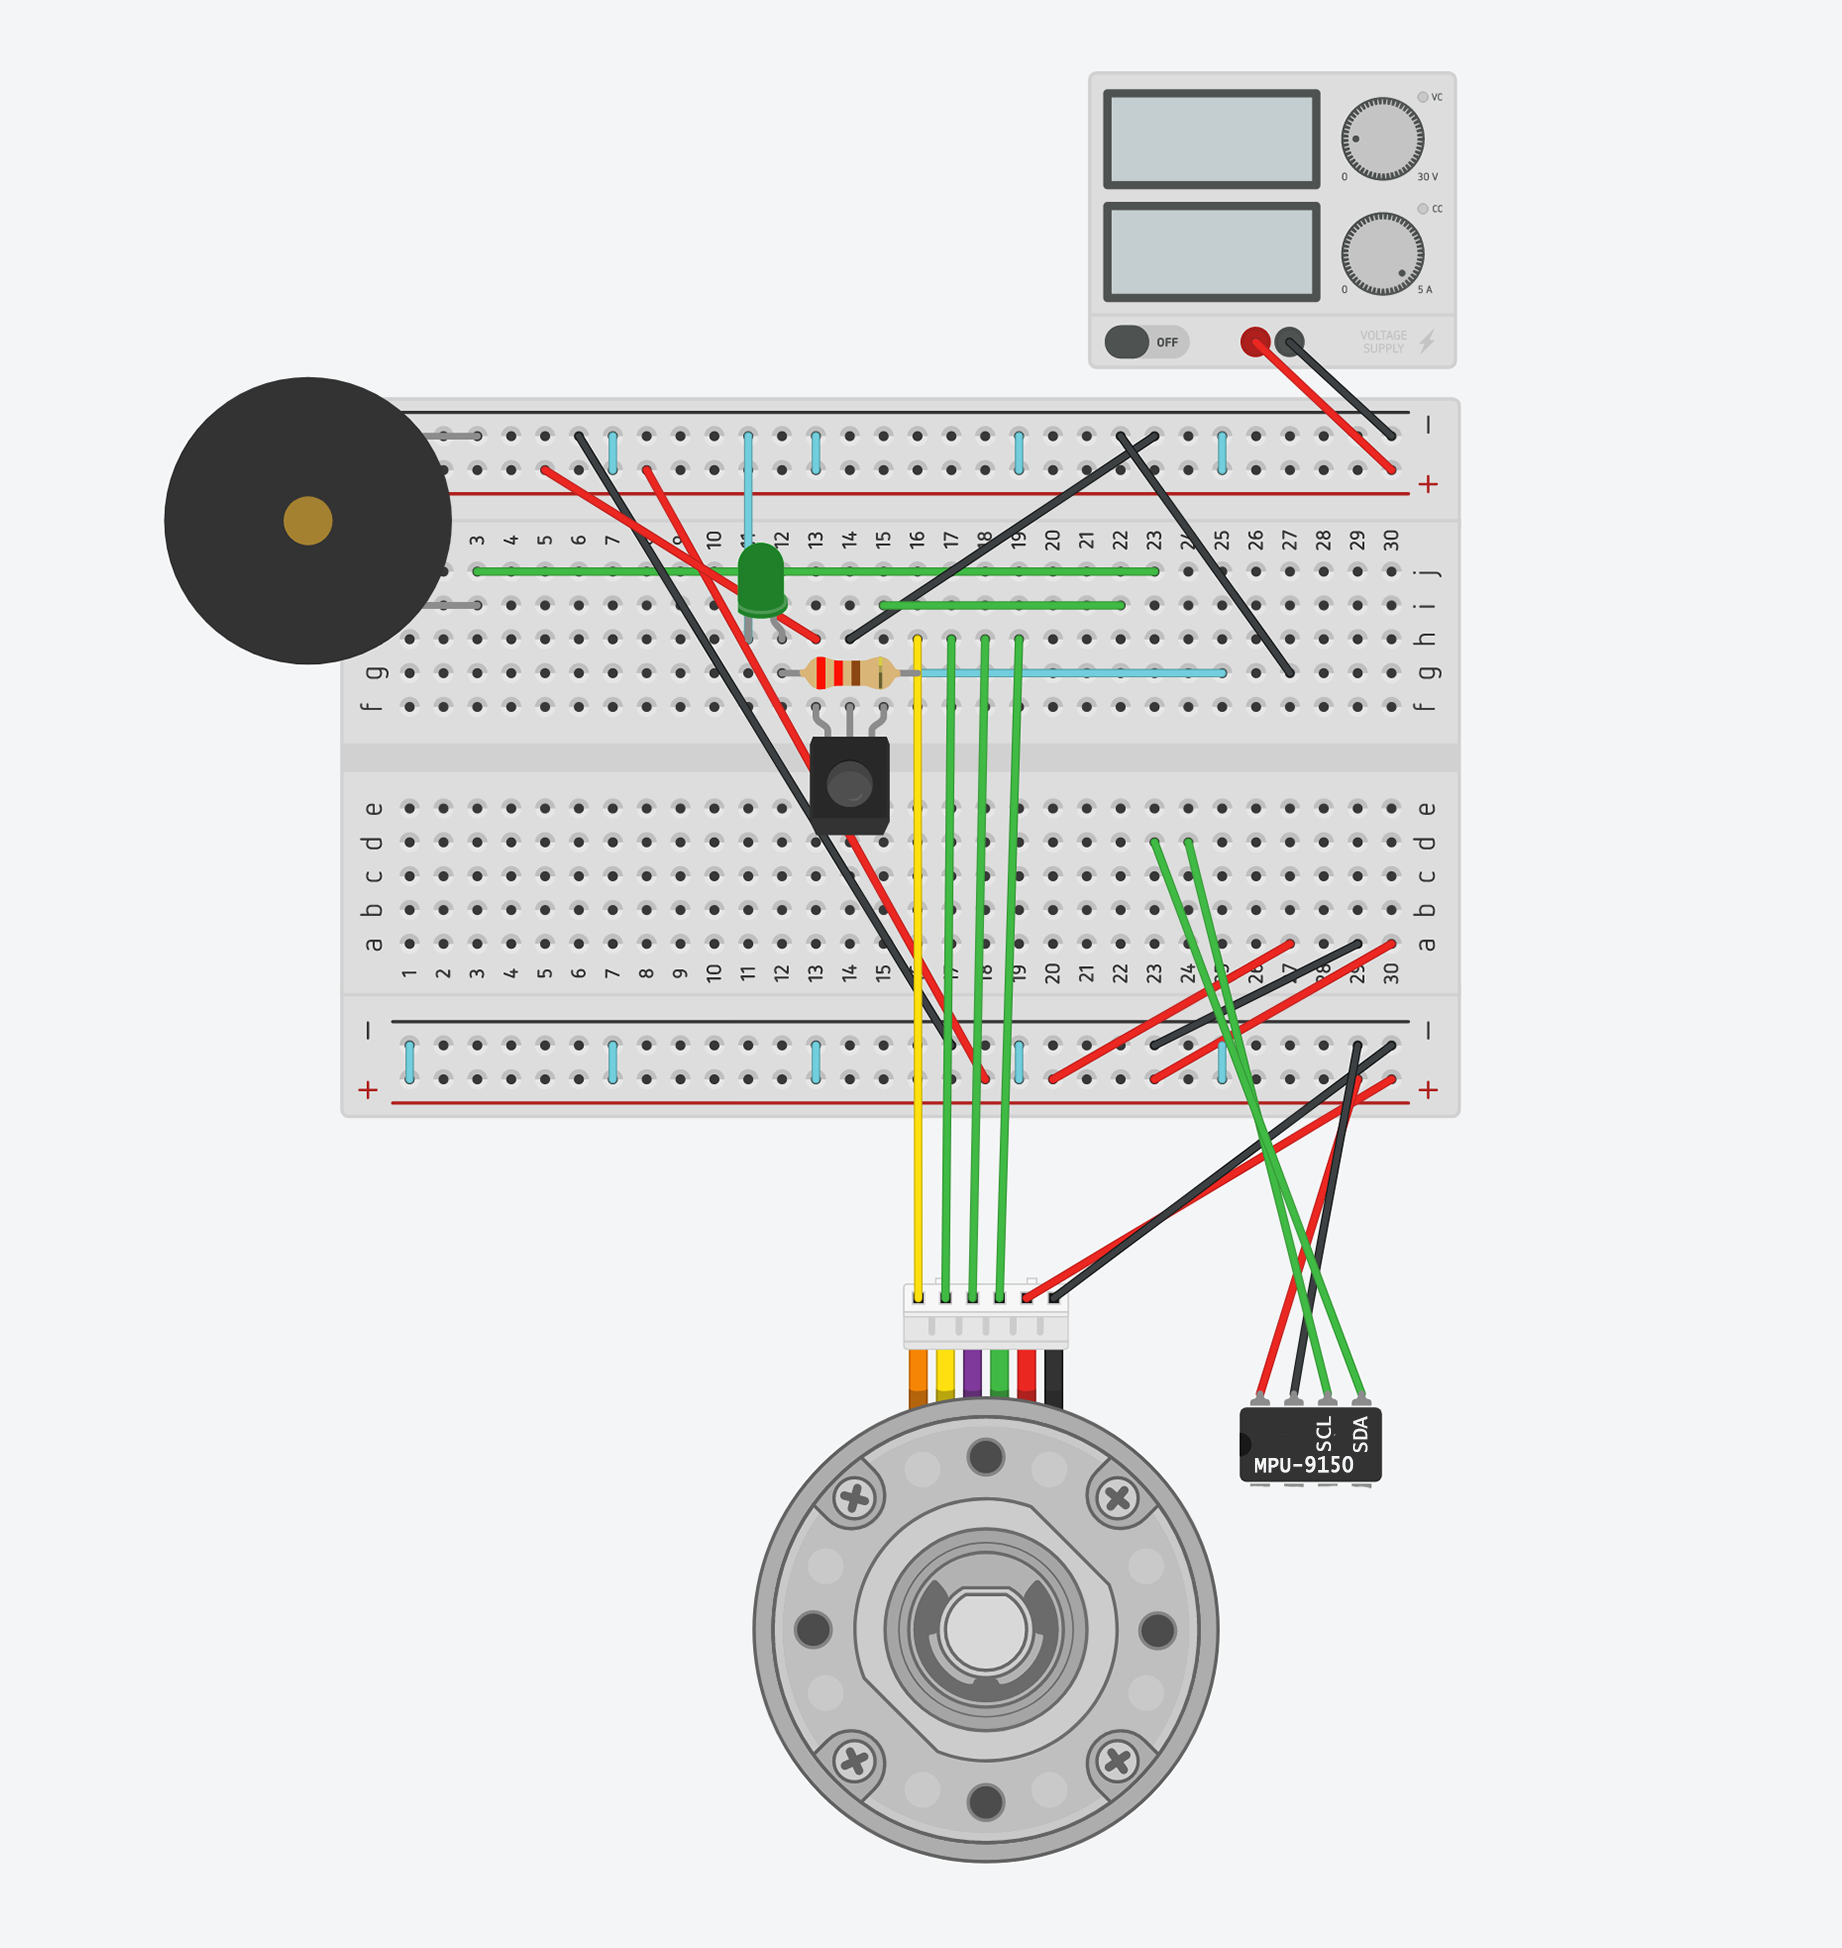 VC
0 30 V
CC
0 5 A
OFF
VOLTAGE
SUPPLY
−
+
3 4 5 6 7 8 9 10 11 12 13 14 15 16 17 18 19 20 21 22 23 24 25 26 27 28 29 30
j
i
h
g g
f f
e e
d d
c c
b b
a a
1 2 3 4 5 6 7 8 9 10 11 12 13 14 15 16 17 18 19 20 21 22 23 24 25 26 27 28 29 30
− −
+ +
SCL
SDA
MPU-9150